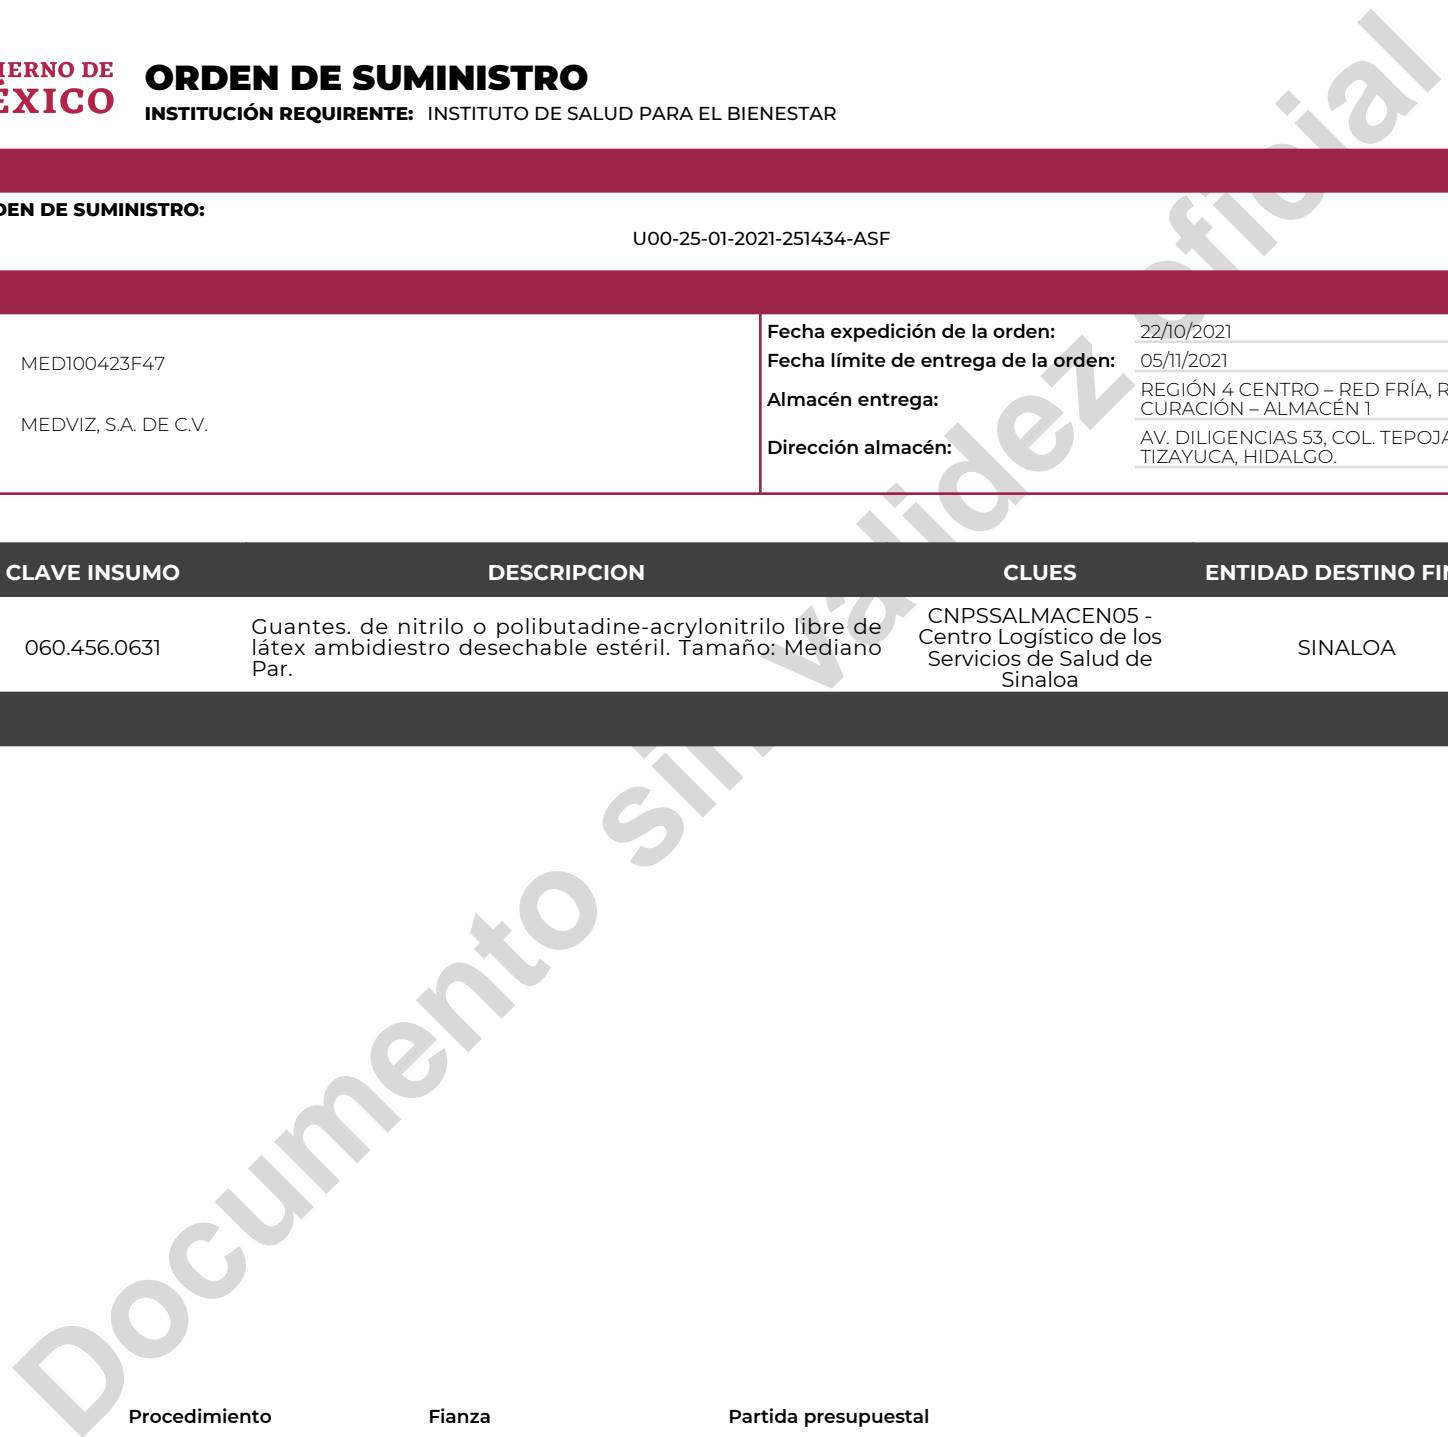 IERNO DE
ÉXICO
ORDEN DE SUMINISTRO
INSTITUCIÓN REQUIRENTE: INSTITUTO DE SALUD PARA EL BIENESTAR
DEN DE SUMINISTRO:
U00-25-01-2021-251434-ASF
MED100423F47
MEDVIZ, S.A. DE C.V.
Fecha expedición de la orden: 22/10/2021
Fecha límite de entrega de la orden: 05/11/2021
Almacén entrega: REGIÓN 4 CENTRO – RED FRÍA, R
CURACIÓN – ALMACÉN 1
Dirección almacén: AV. DILIGENCIAS 53, COL. TEPOJA
TIZAYUCA, HIDALGO.
CLAVE INSUMO DESCRIPCION CLUES ENTIDAD DESTINO FIN
060.456.0631
Guantes. de nitrilo o polibutadine-acrylonitrilo libre de
látex ambidiestro desechable estéril. Tamaño: Mediano
Par.
CNPSSALMACEN05 -
Centro Logístico de los
Servicios de Salud de
Sinaloa
SINALOA
Documento sin validez oficial
Procedimiento Fianza Partida presupuestal